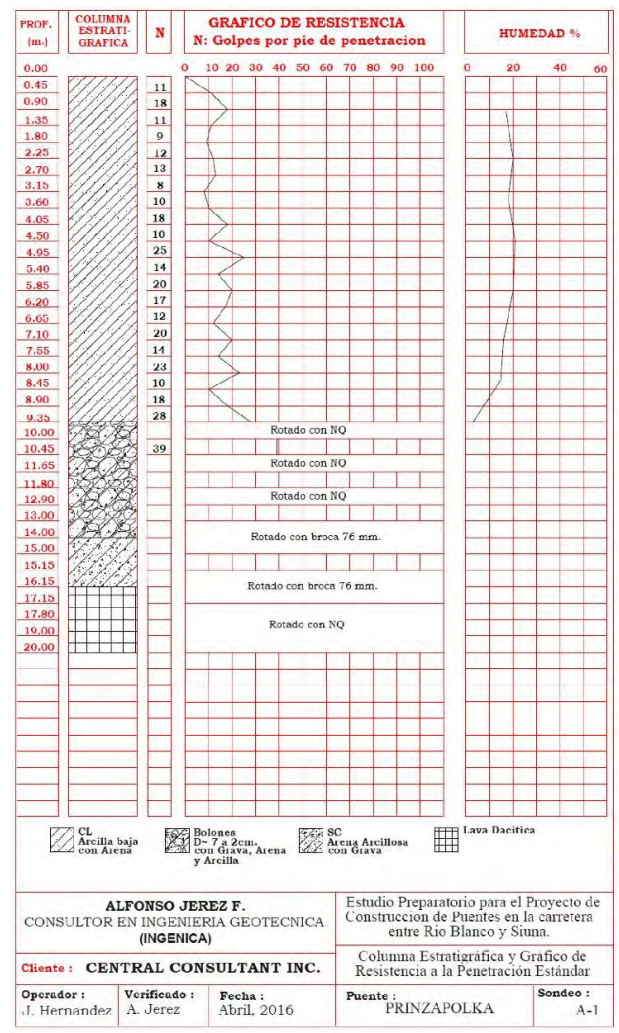 PROF. (m.) COLUMNA ESTRATI-GRAFICA N GRAFICO DE RESISTENCIA N: Golpes por pie de penetracion HUMEDAD %
0.00 0 10 20 30 40 50 60 70 80 90 100 0 20 40 60
0.45 11
0.90 18
1.35 11
1.80 9
2.25 12
2.70 13
3.15 8
3.60 10
4.05 18
4.50 10
4.95 25
5.40 14
5.85 20
6.20 17
6.65 12
7.10 20
7.55 14
8.00 23
8.45 10
8.90 18
9.35 28
10.00 Rotado con NQ
10.45 39
11.65 Rotado con NQ
11.80
12.90 Rotado con NQ
13.00
14.00 Rotado con broca 76 mm.
15.00
15.15
16.15 Rotado con broca 76 mm.
17.15
17.80 Rotado con NQ
19.00
20.00
CL
Arcilla baja
con Arena
Bolones
D~ 7 a 2cm.
con Grava, Arena
y Arcilla
SC
Arena Arcillosa
con Grava
Lava Dacitica
ALFONSO JEREZ F.
CONSULTOR EN INGENIERIA GEOTECNICA
(INGENICA)
Estudio Preparatorio para el Proyecto de
Construcción de Puentes en la carretera
entre Rio Blanco y Siuna.
Cliente : CENTRAL CONSULTANT INC.
Columna Estratigráfica y Gráfico de
Resistencia a la Penetración Estándar
Operador :
J. Hernandez
Verificado :
A. Jerez
Fecha :
Abril, 2016
Puente :
PRINZAPOLKA
Sondeo :
A-1